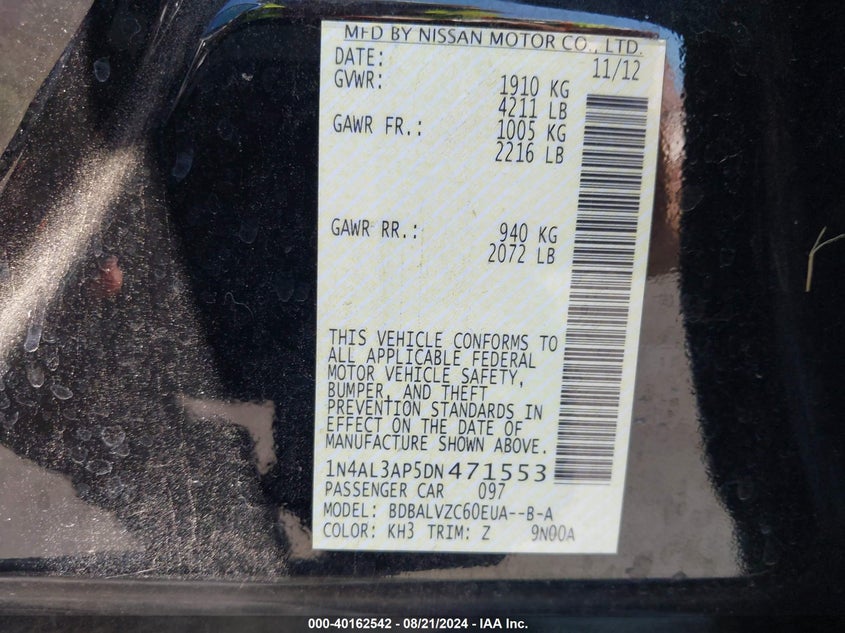 MFD BY NISSAN MOTOR CO., LTD.
DATE: 11/12
GVWR: 1910 KG
4211 LB
GAWR FR.: 1005 KG
2216 LB
GAWR RR.: 940 KG
2072 LB
THIS VEHICLE CONFORMS TO
ALL APPLICABLE FEDERAL
MOTOR VEHICLE SAFETY,
BUMPER, AND THEFT
PREVENTION STANDARDS IN
EFFECT ON THE DATE OF
MANUFACTURE SHOWN ABOVE.
1N4AL3AP5DN471553
PASSENGER CAR 097
MODEL: BDBALVZC60EUA--B-A
COLOR: KH3 TRIM: Z 9N00A
000-40162542 - 08/21/2024 - IAA Inc.